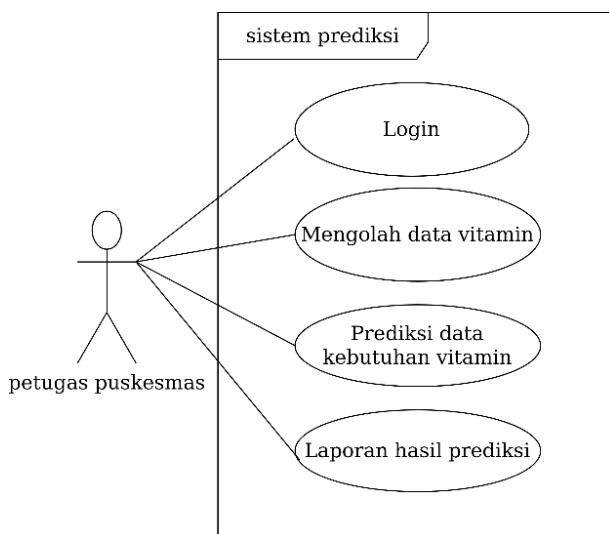 sistem prediksi
Login
Mengolah data vitamin
Prediksi data
kebutuhan vitamin
petugas puskesmas
Laporan hasil prediksi